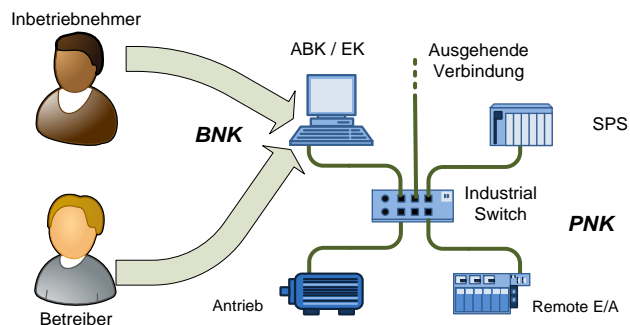 Inbetriebnehmer
ABK / EK
Ausgehende
Verbindung
BNK
SPS
Industrial
Switch
PNK
Betreiber
Antrieb
Remote E/A